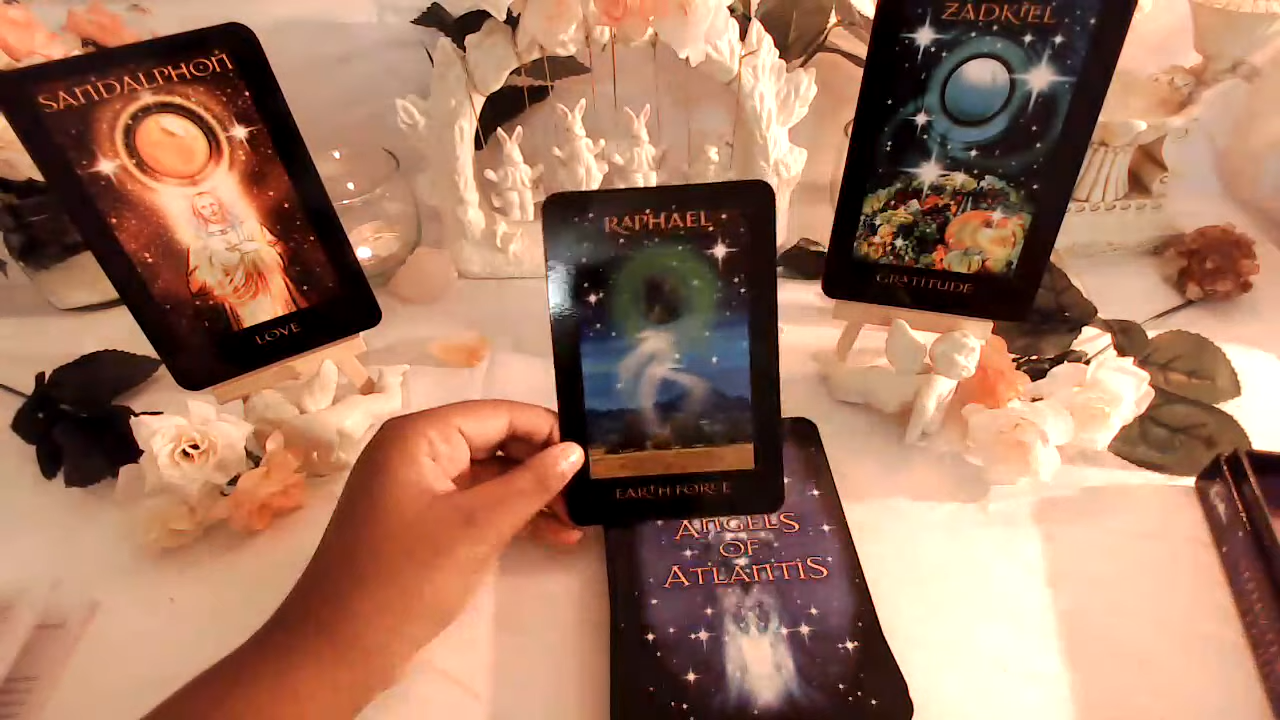 SANDALPHON
LOVE
RAPHAEL
EARTH FORCE
ZADKIEL
GRATITUDE
ANGELS
OF
ATLANTIS